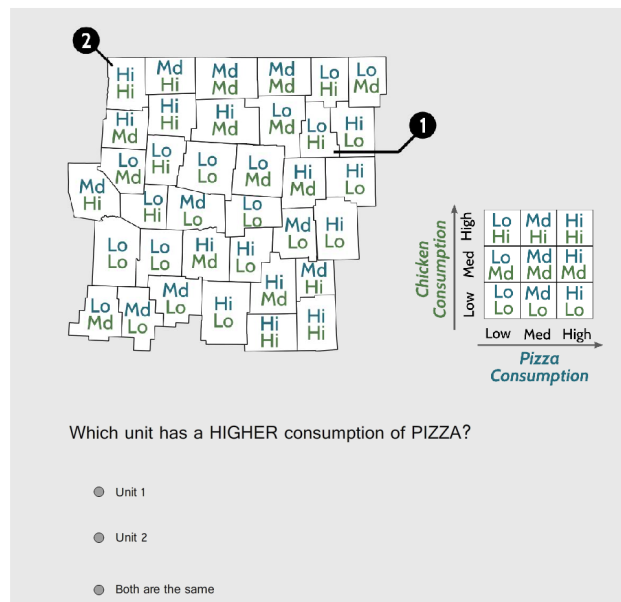 2
Hi
Hi
Md
Hi
Md
Md
Md
Md
Lo
Hi
Lo
Md
Hi
Md
Hi
Hi
Hi
Md
Lo
Md
Lo
Hi
Hi
Lo
1
Lo
Md
Lo
Hi
Lo
Lo
Lo
Md
Hi
Md
Hi
Lo
Md
Hi
Lo
Hi
Md
Lo
Lo
Lo
Md
Lo
Hi
Lo
Lo
Lo
Lo
Lo
Hi
Md
Hi
Lo
Hi
Md
Md
Hi
Lo
Md
Md
Lo
Md
Lo
Hi
Lo
Hi
Hi
Hi
Hi
Chicken
Consumption
High
Med
Low
Lo Md Hi
Hi Hi Hi
Lo Md Hi
Md Md Md
Lo Md Hi
Lo Lo Lo
Low Med High
Pizza
Consumption
Which unit has a HIGHER consumption of PIZZA?
Unit 1
Unit 2
Both are the same